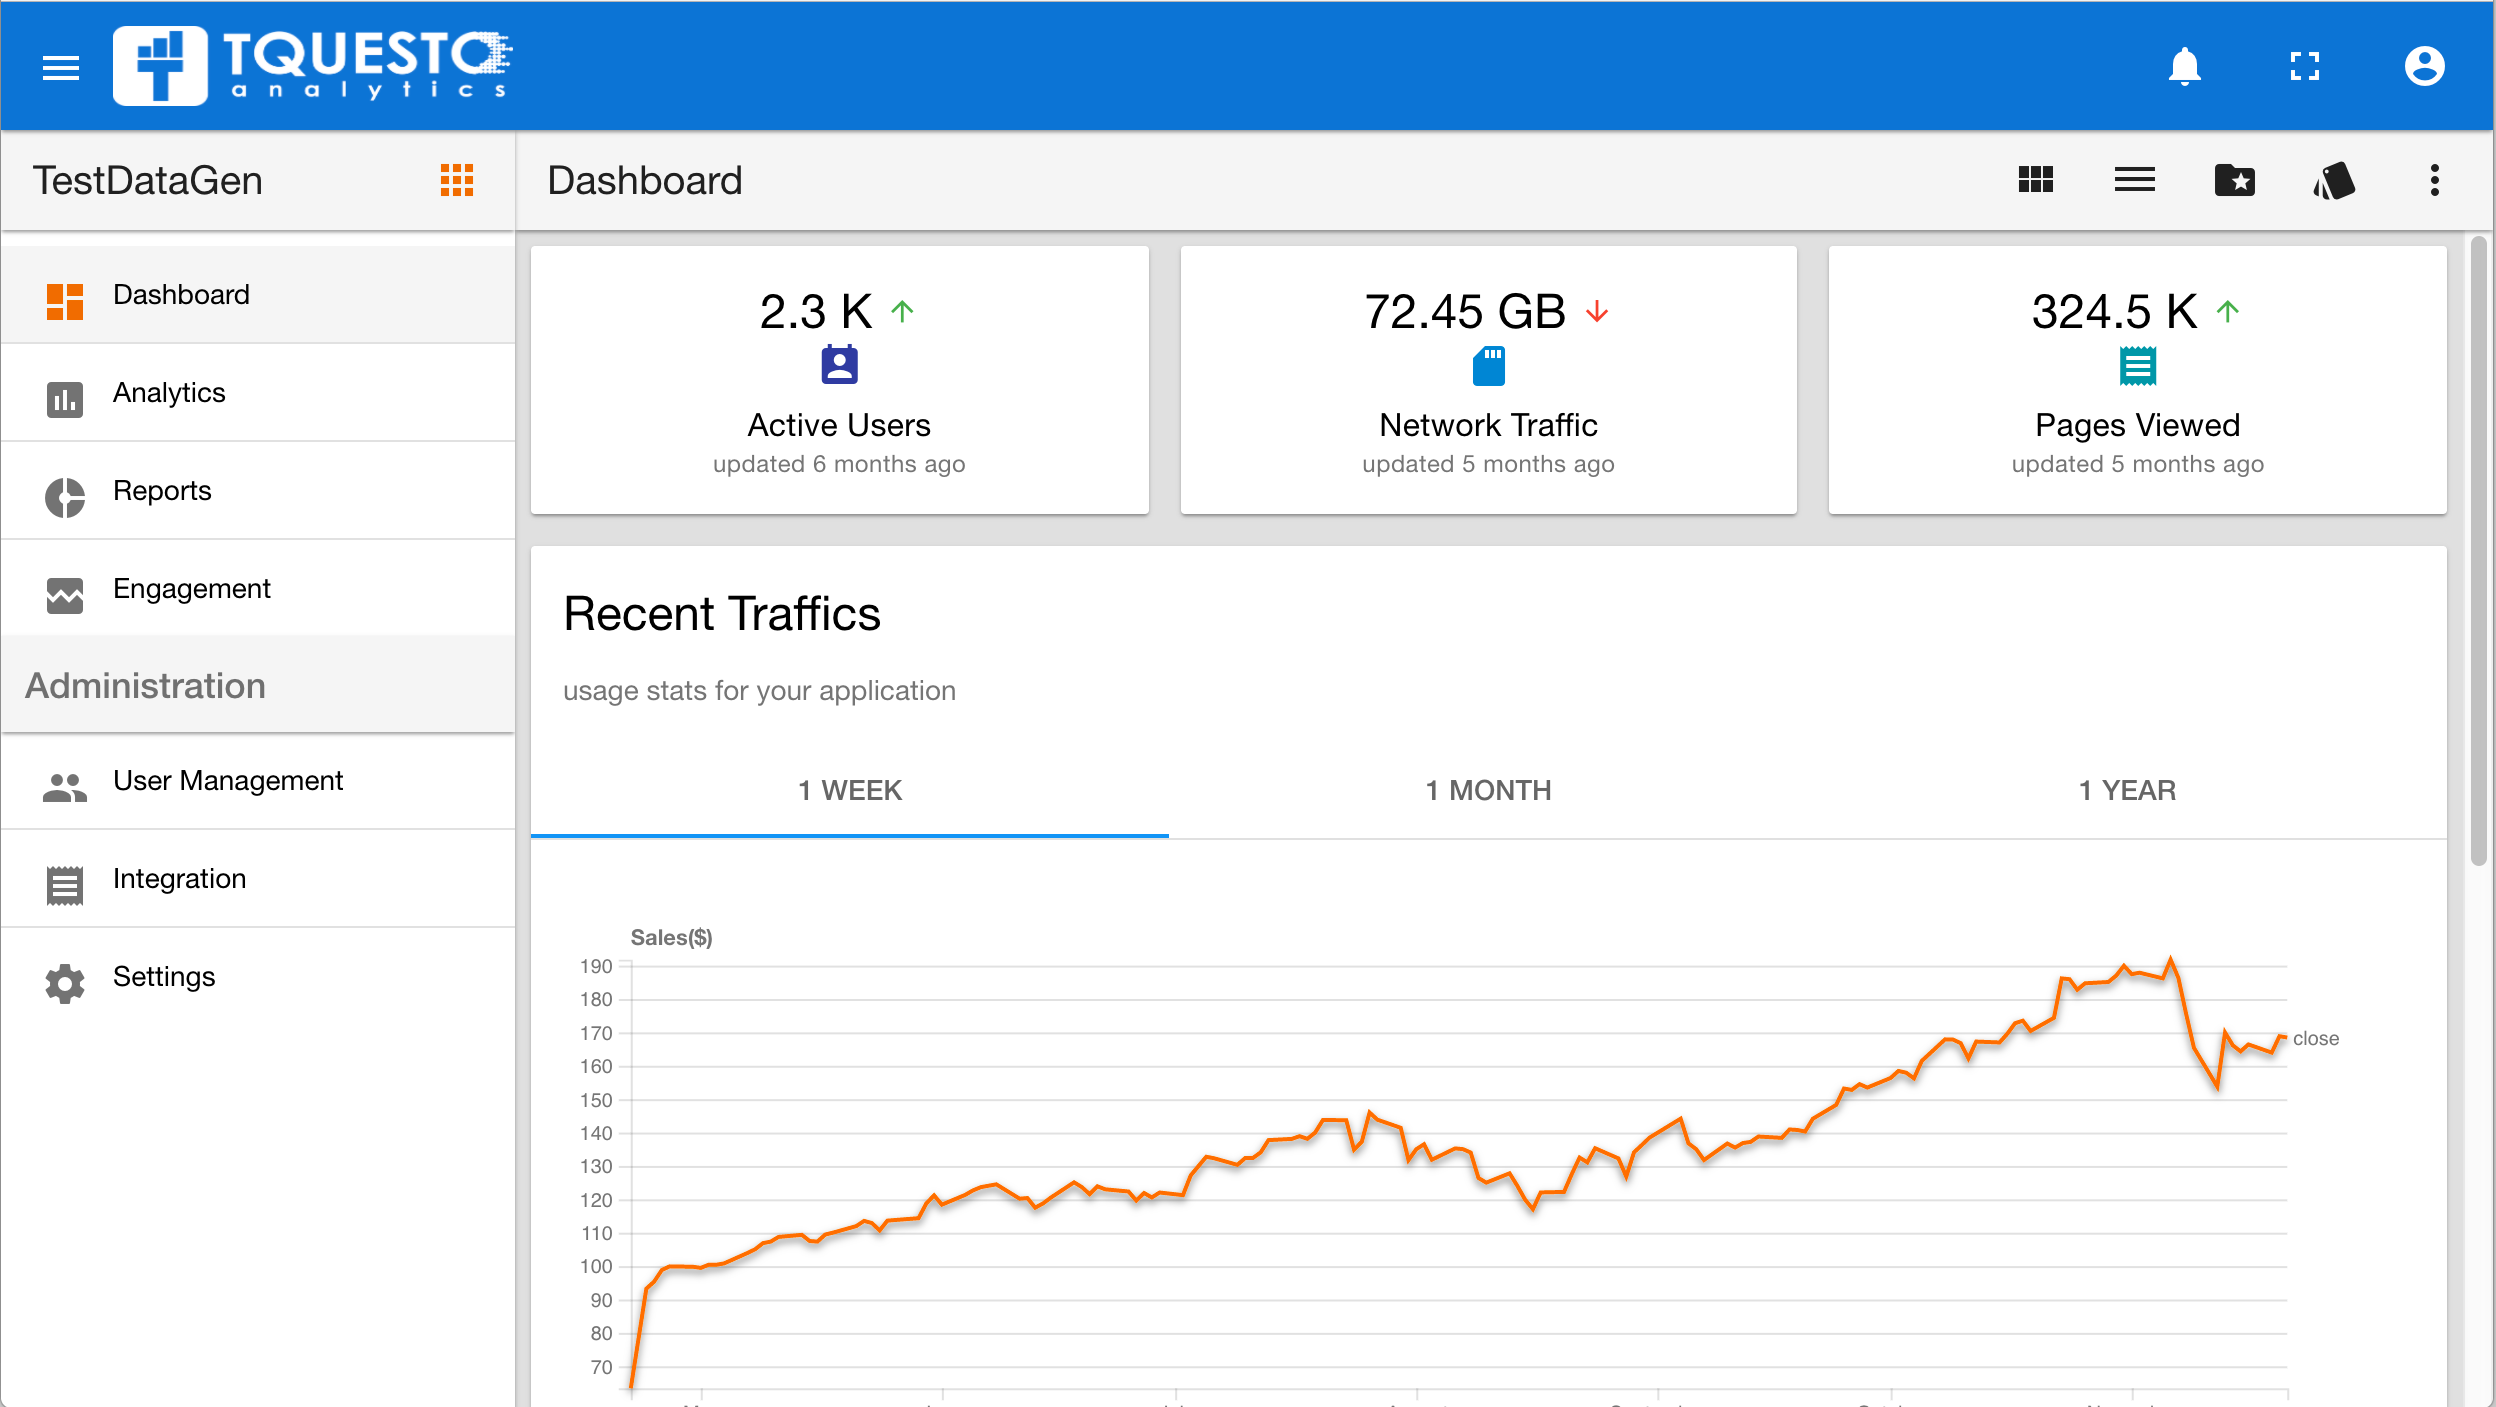 TQUESTO
analytics
TestDataGen
Dashboard
Dashboard
Analytics
Reports
Engagement
Administration
User Management
Integration
Settings
2.3 K
Active Users
updated 6 months ago
72.45 GB
Network Traffic
updated 5 months ago
324.5 K
Pages Viewed
updated 5 months ago
Recent Traffics
usage stats for your application
1 WEEK
1 MONTH
1 YEAR
Sales($)
190
180
170
160
150
140
130
120
110
100
90
80
70
close